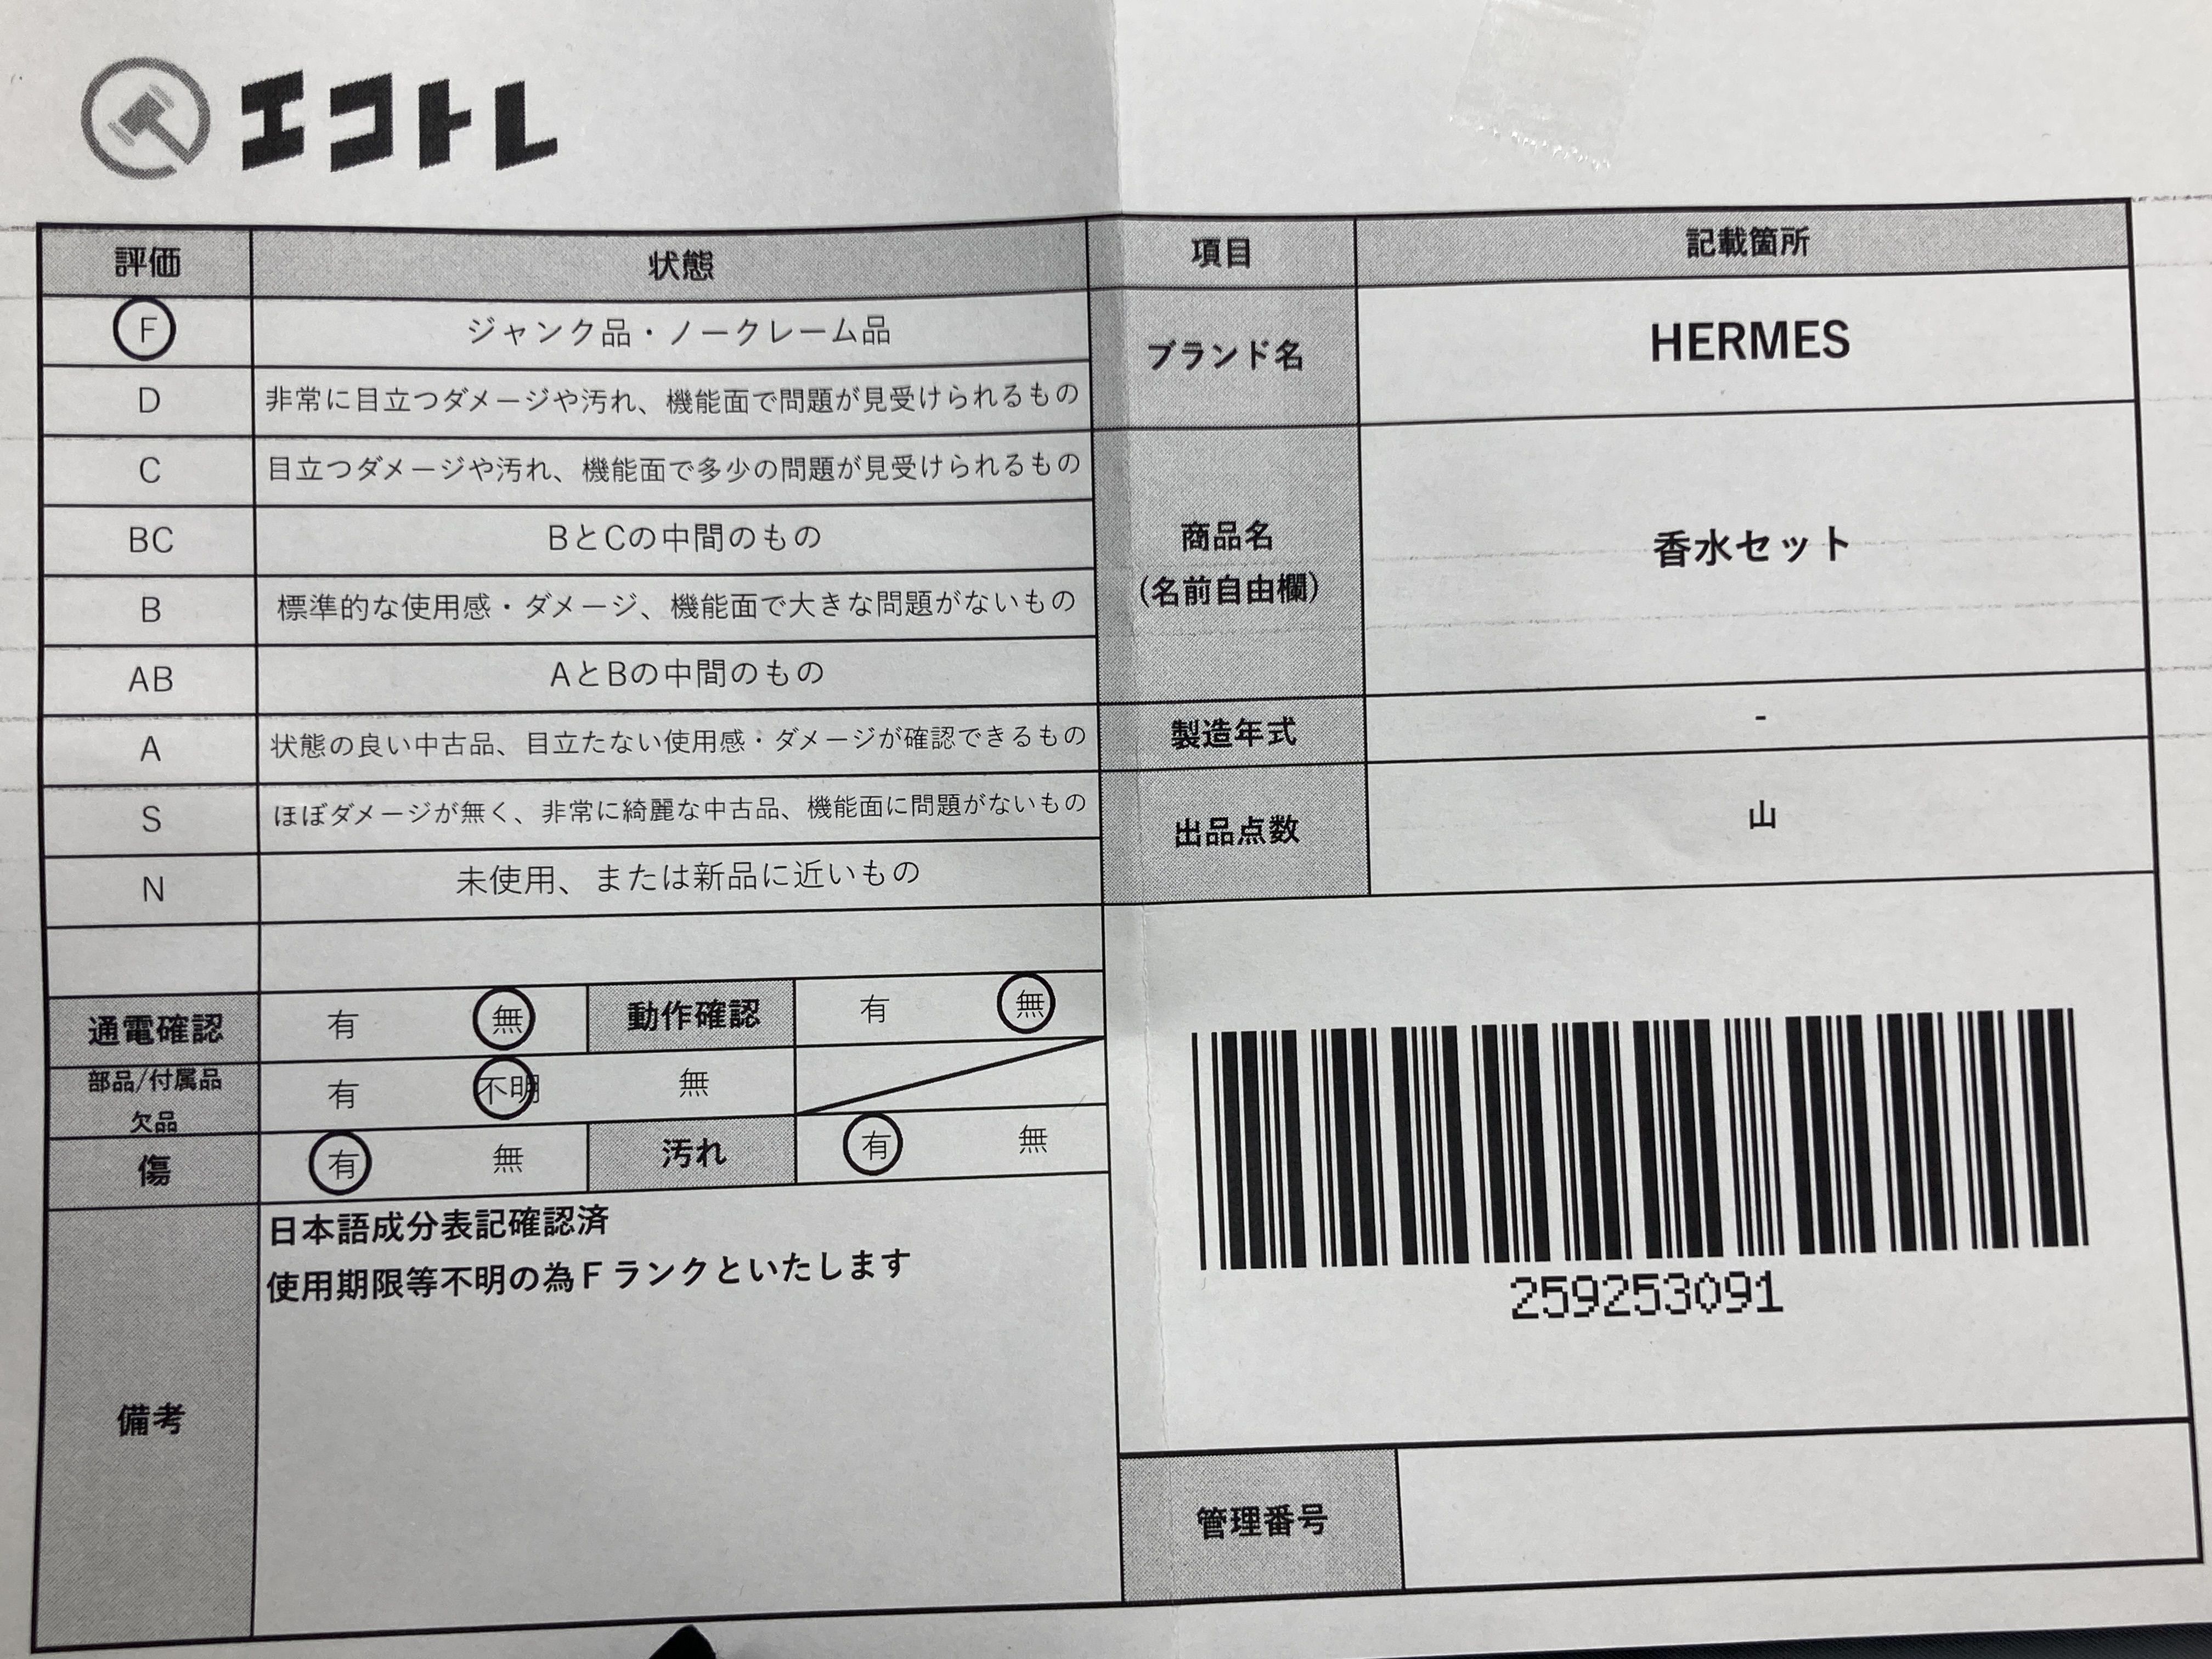 エコトレ
評価 状態
F ジャンク品・ノークレーム品
D 非常に目立つダメージや汚れ、機能面で問題が見受けられるもの
C 目立つダメージや汚れ、機能面で多少の問題が見受けられるもの
BC BとCの中間のもの
B 標準的な使用感・ダメージ、機能面で大きな問題がないもの
AB AとBの中間のもの
A 状態の良い中古品、目立たない使用感・ダメージが確認できるもの
S ほぼダメージが無く、非常に綺麗な中古品、機能面に問題がないもの
N 未使用、または新品に近いもの
通電確認 有 無 動作確認 有 無
部品/付属品
欠品 有 不明 無
傷 有 無 汚れ 有 無
備考
日本語成分表記確認済
使用期限等不明の為Fランクといたします
項目 記載箇所
ブランド名 HERMES
商品名
(名前自由欄)
香水セット
製造年式 -
出品点数 山
259253091
管理番号